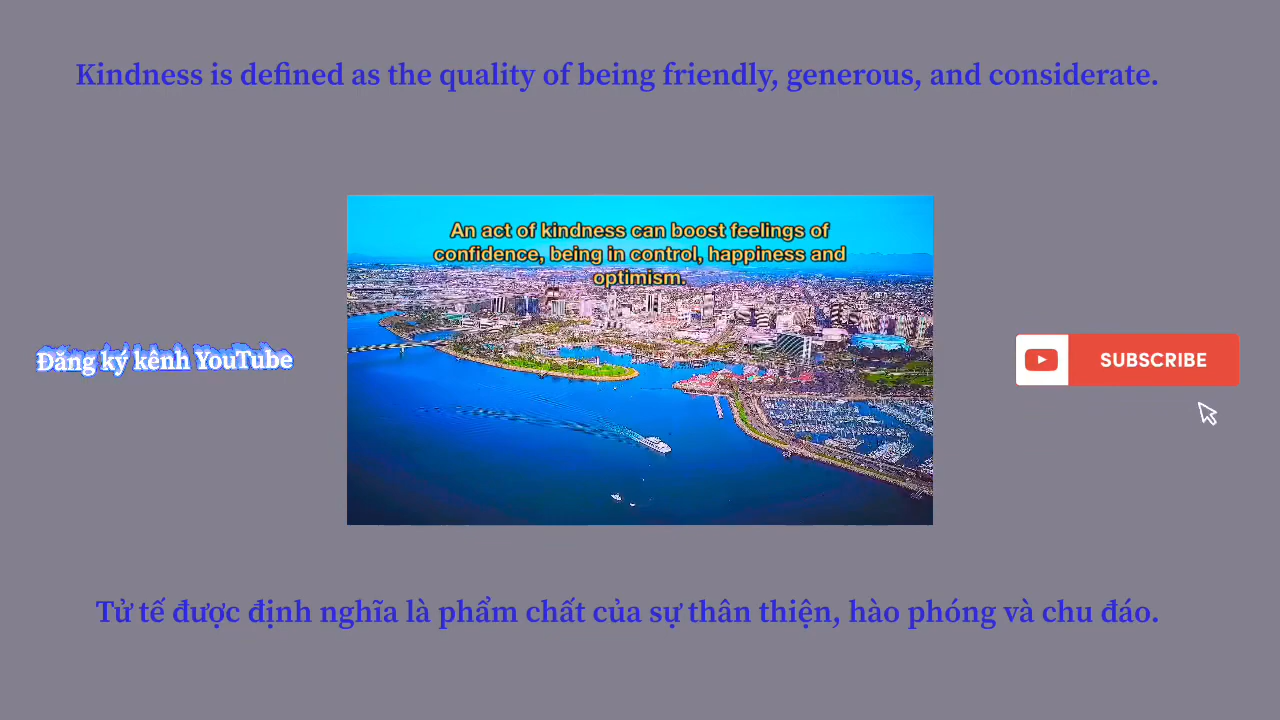 Kindness is defined as the quality of being friendly, generous, and considerate.
An act of kindness can boost feelings of
confidence, being in control, happiness and
optimism.
Đăng ký kênh YouTube
SUBSCRIBE
Tử tế được định nghĩa là phẩm chất của sự thân thiện, hào phóng và chu đáo.